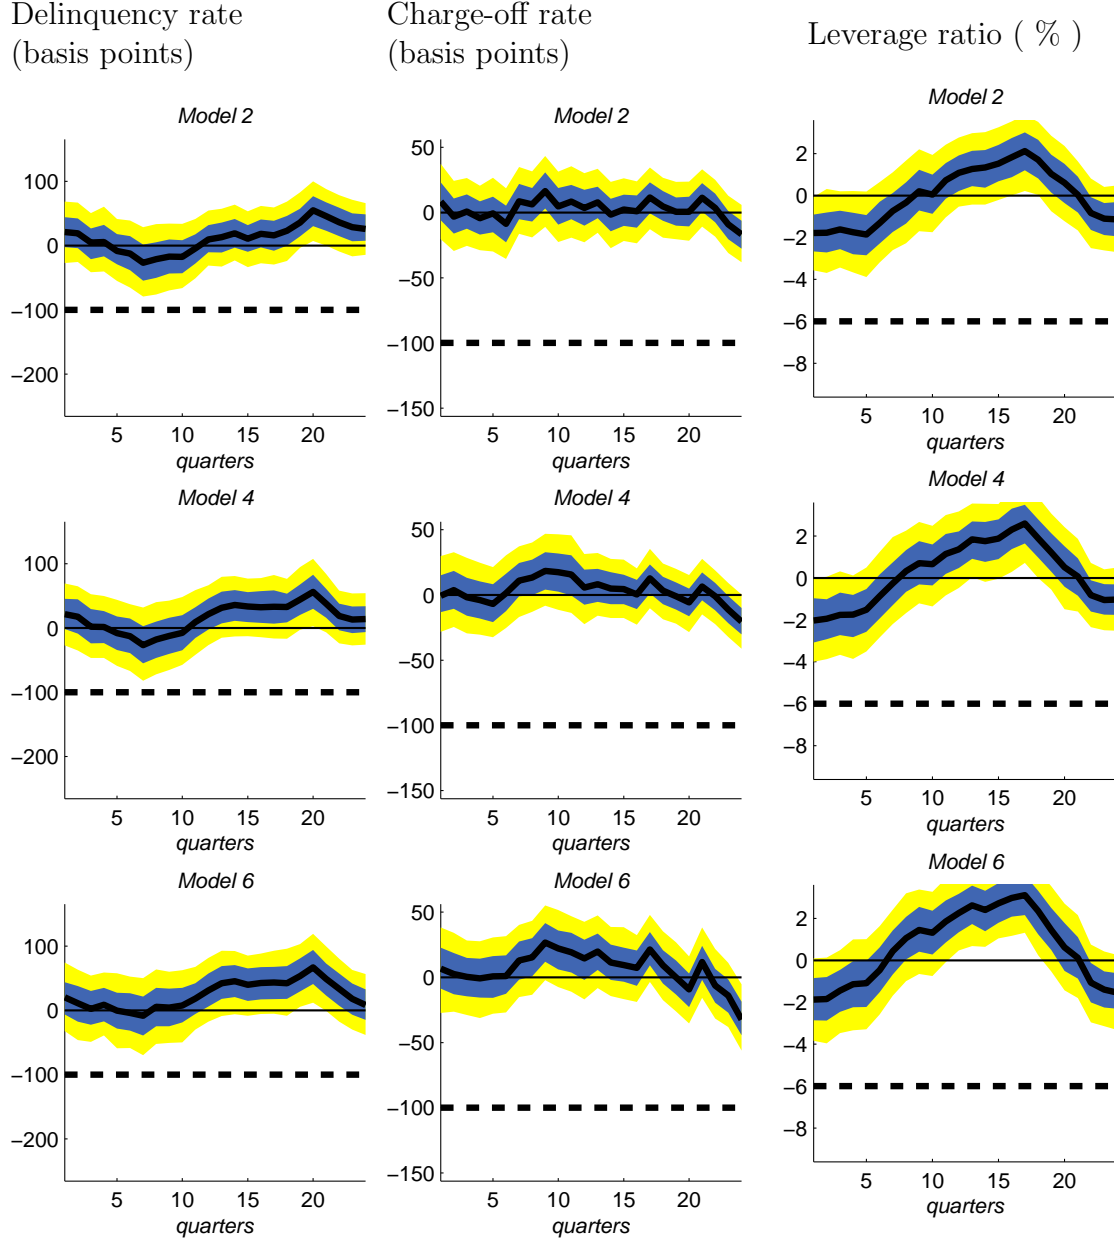 Delinquency rate
(basis points)
Charge-off rate
(basis points)
Leverage ratio ( % )
Model 2
100
0
−100
−200
5 10 15 20
quarters
Model 2
50
0
−50
−100
−150
5 10 15 20
quarters
Model 2
2
0
−2
−4
−6
−8
5 10 15 20
quarters
Model 4
100
0
−100
−200
5 10 15 20
quarters
Model 4
50
0
−50
−100
−150
5 10 15 20
quarters
Model 4
2
0
−2
−4
−6
−8
5 10 15 20
quarters
Model 6
100
0
−100
−200
5 10 15 20
quarters
Model 6
50
0
−50
−100
−150
5 10 15 20
quarters
Model 6
2
0
−2
−4
−6
−8
5 10 15 20
quarters